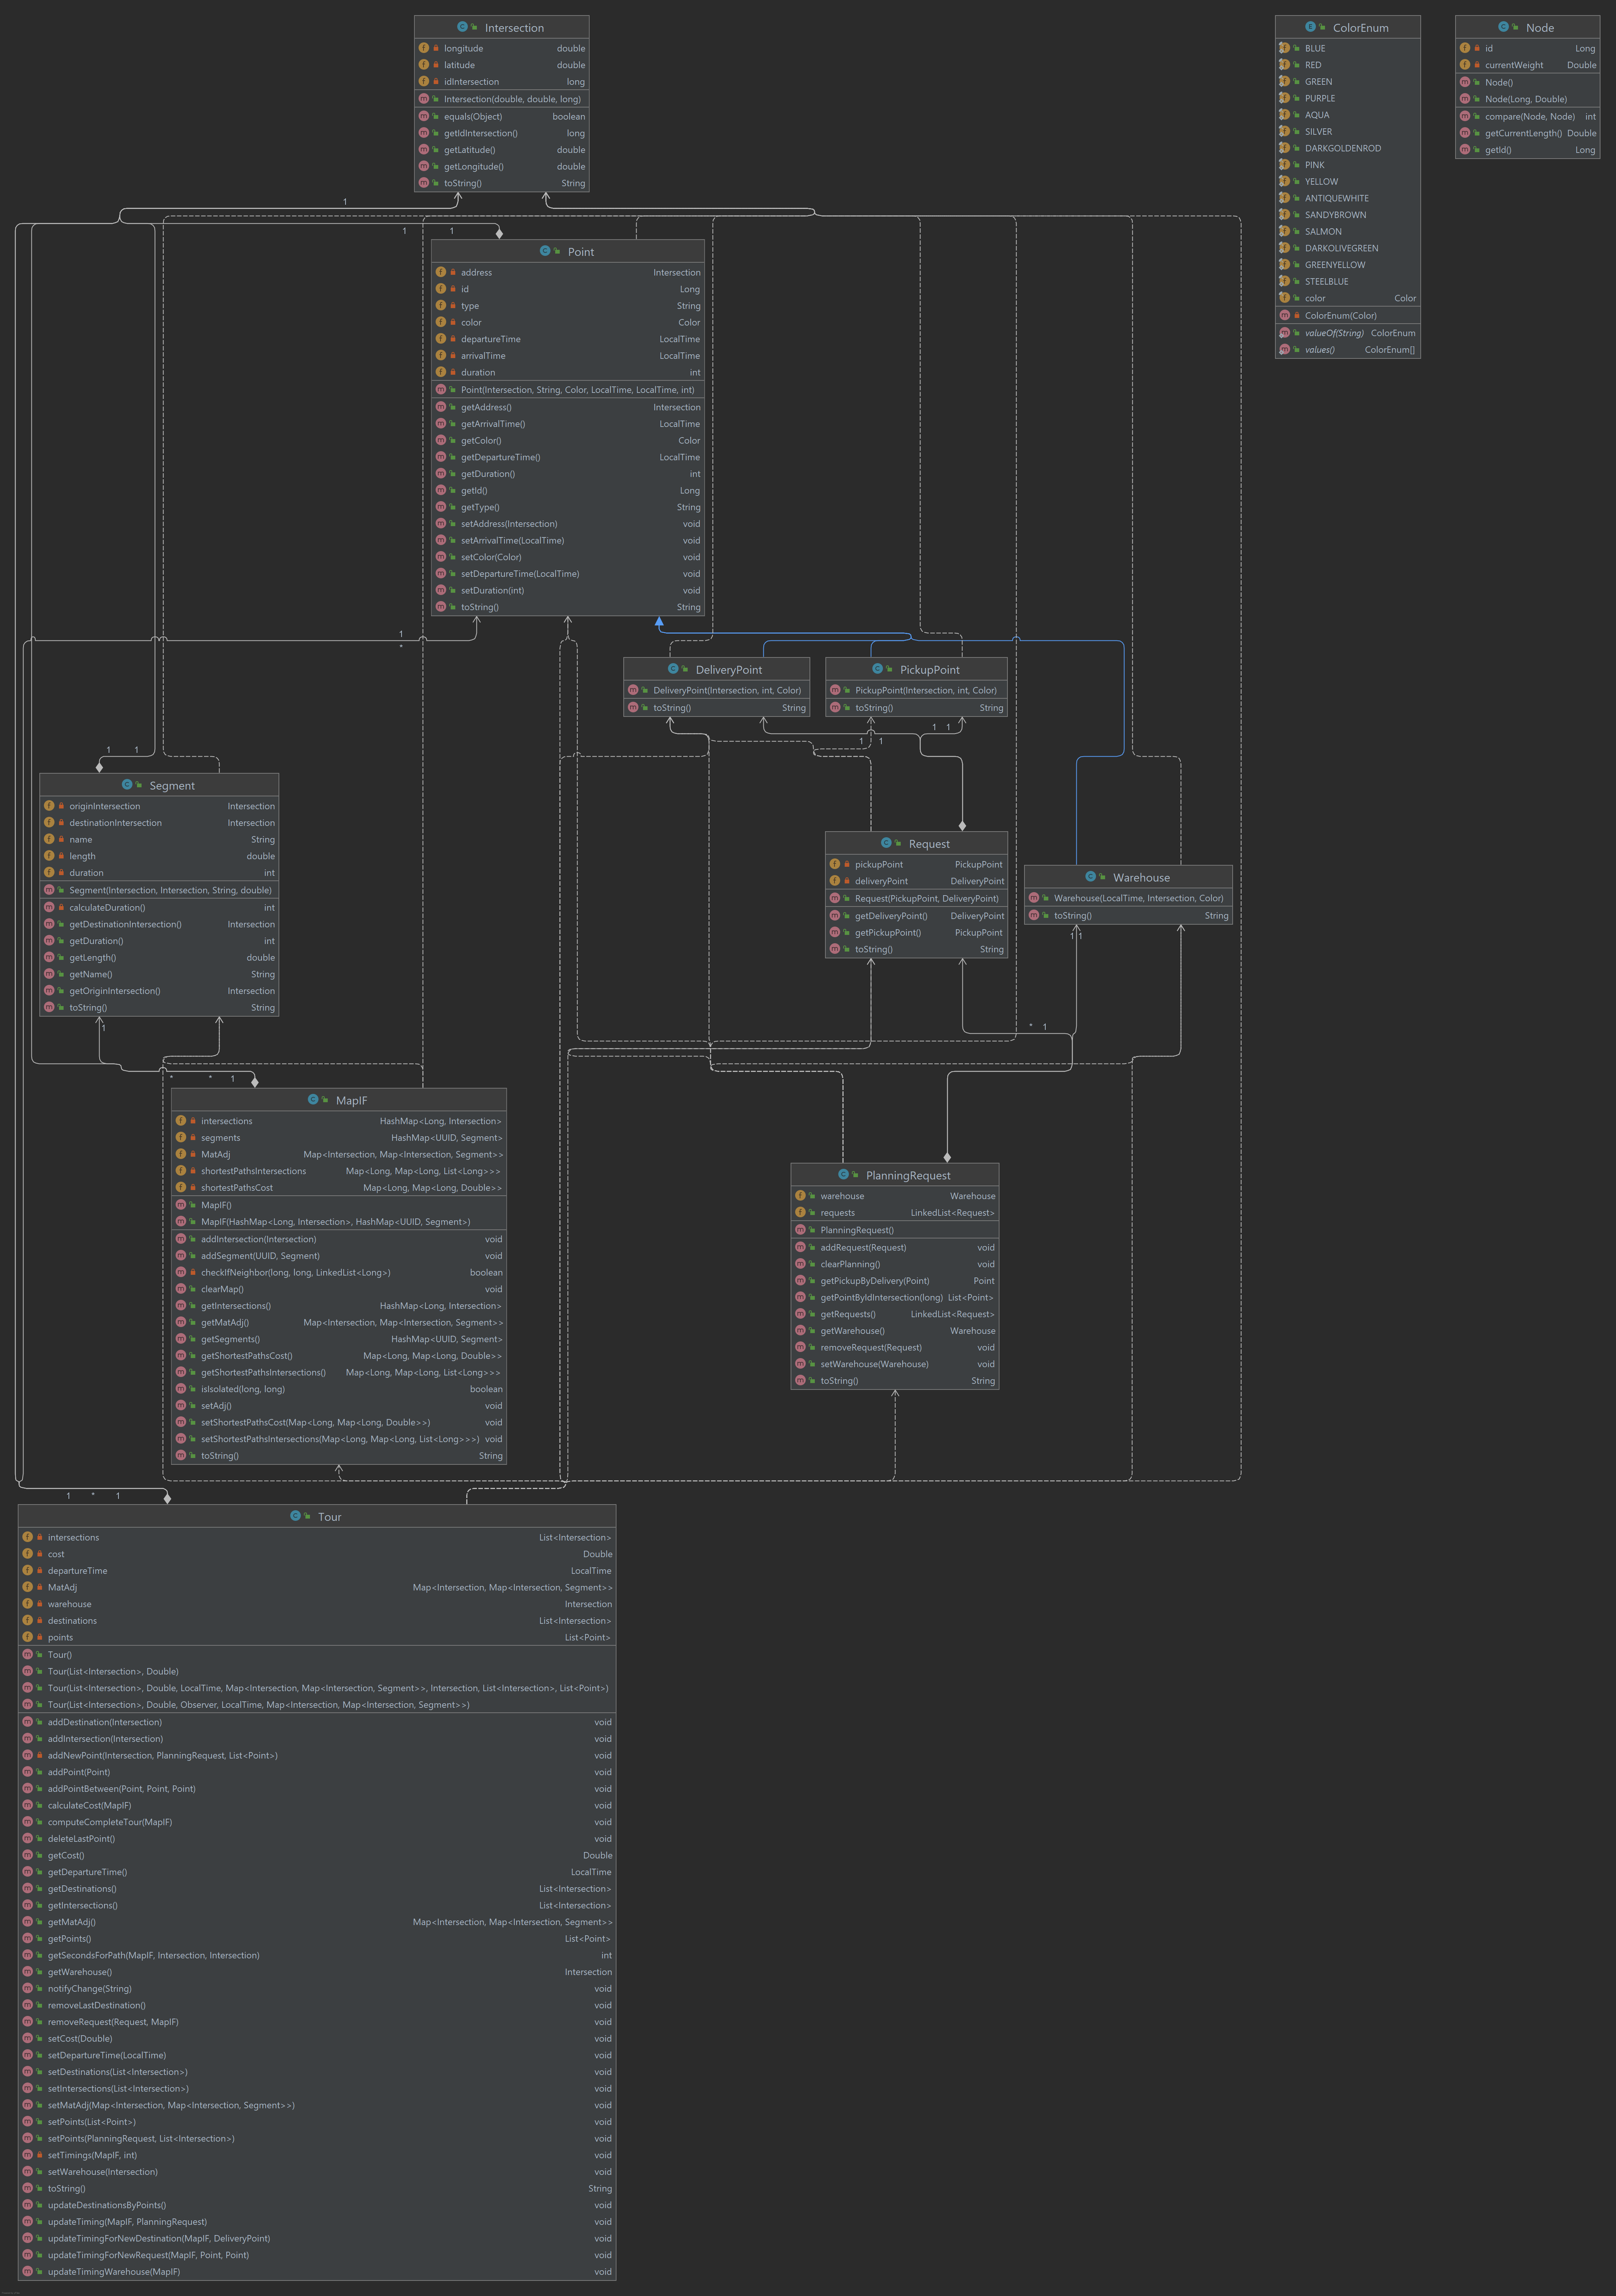 Intersection
longitude double
latitude double
idIntersection long
Intersection(double, double, long)
equals(Object) boolean
getIdIntersection() long
getLatitude() double
getLongitude() double
toString() String
ColorEnum
BLUE
RED
GREEN
PURPLE
AQUA
SILVER
DARKGOLDENROD
PINK
YELLOW
ANTIQUEWHITE
SANDYBROWN
SALMON
DARKOLIVEGREEN
GREENYELLOW
STEELBLUE
color Color
ColorEnum(Color)
valueOf(String) ColorEnum
values() ColorEnum[]
Node
id Long
currentWeight Double
Node()
Node(Long, Double)
compare(Node, Node) int
getCurrentLength() Double
getId() Long
1
1 1
Point
address Intersection
id Long
type String
color Color
departureTime LocalTime
arrivalTime LocalTime
duration int
Point(Intersection, String, Color, LocalTime, LocalTime, int)
getAddress() Intersection
getArrivalTime() LocalTime
getColor() Color
getDepartureTime() LocalTime
getDuration() int
getId() Long
getType() String
setAddress(Intersection) void
setArrivalTime(LocalTime) void
setColor(Color) void
setDepartureTime(LocalTime) void
setDuration(int) void
toString() String
1
*
DeliveryPoint
DeliveryPoint(Intersection, int, Color)
toString() String
PickupPoint
PickupPoint(Intersection, int, Color)
toString() String
1 1
1 1
1 1
Segment
originIntersection Intersection
destinationIntersection Intersection
name String
length double
duration int
Segment(Intersection, Intersection, String, double)
calculateDuration() int
getDestinationIntersection() Intersection
getDuration() int
getLength() double
getName() String
getOriginIntersection() Intersection
toString() String
Request
pickupPoint PickupPoint
deliveryPoint DeliveryPoint
Request(PickupPoint, DeliveryPoint)
getDeliveryPoint() DeliveryPoint
getPickupPoint() PickupPoint
toString() String
Warehouse
Warehouse(LocalTime, Intersection, Color)
toString() String
1 1
* 1
1
* * 1
MapIF
intersections HashMap<Long, Intersection>
segments HashMap<UUID, Segment>
MatAdj Map<Intersection, Map<Intersection, Segment>>
shortestPathsIntersections Map<Long, Map<Long, List<Long>>>
shortestPathsCost Map<Long, Map<Long, Double>>
MapIF()
MapIF(HashMap<Long, Intersection>, HashMap<UUID, Segment>)
addIntersection(Intersection) void
addSegment(UUID, Segment) void
checkIfNeighbor(long, long, LinkedList<Long>) boolean
clearMap() void
getIntersections() HashMap<Long, Intersection>
getMatAdj() Map<Intersection, Map<Intersection, Segment>>
getSegments() HashMap<UUID, Segment>
getShortestPathsCost() Map<Long, Map<Long, Double>>
getShortestPathsIntersections() Map<Long, Map<Long, List<Long>>>
isIsolated(long, long) boolean
setAdj() void
setShortestPathsCost(Map<Long, Map<Long, Double>>) void
setShortestPathsIntersections(Map<Long, Map<Long, List<Long>>>) void
toString() String
PlanningRequest
warehouse Warehouse
requests LinkedList<Request>
PlanningRequest()
addRequest(Request) void
clearPlanning() void
getPickupByDelivery(Point) Point
getPointByIdIntersection(long) List<Point>
getRequests() LinkedList<Request>
getWarehouse() Warehouse
removeRequest(Request) void
setWarehouse(Warehouse) void
toString() String
1 * 1
Tour
intersections List<Intersection>
cost Double
departureTime LocalTime
MatAdj Map<Intersection, Map<Intersection, Segment>>
warehouse Intersection
destinations List<Intersection>
points List<Point>
Tour()
Tour(List<Intersection>, Double)
Tour(List<Intersection>, Double, LocalTime, Map<Intersection, Map<Intersection, Segment>>, Intersection, List<Intersection>, List<Point>)
Tour(List<Intersection>, Double, Observer, LocalTime, Map<Intersection, Map<Intersection, Segment>>)
addDestination(Intersection) void
addIntersection(Intersection) void
addNewPoint(Intersection, PlanningRequest, List<Point>) void
addPoint(Point) void
addPointBetween(Point, Point, Point) void
calculateCost(MapIF) void
computeCompleteTour(MapIF) void
deleteLastPoint() void
getCost() Double
getDepartureTime() LocalTime
getDestinations() List<Intersection>
getIntersections() List<Intersection>
getMatAdj() Map<Intersection, Map<Intersection, Segment>>
getPoints() List<Point>
getSecondsForPath(MapIF, Intersection, Intersection) int
getWarehouse() Intersection
notifyChange(String) void
removeLastDestination() void
removeRequest(Request, MapIF) void
setCost(Double) void
setDepartureTime(LocalTime) void
setDestinations(List<Intersection>) void
setIntersections(List<Intersection>) void
setMatAdj(Map<Intersection, Map<Intersection, Segment>>) void
setPoints(List<Point>) void
setPoints(PlanningRequest, List<Intersection>) void
setTimings(MapIF, int) void
setWarehouse(Intersection) void
toString() String
updateDestinationsByPoints() void
updateTiming(MapIF, PlanningRequest) void
updateTimingForNewDestination(MapIF, DeliveryPoint) void
updateTimingForNewRequest(MapIF, Point, Point) void
updateTimingWarehouse(MapIF) void